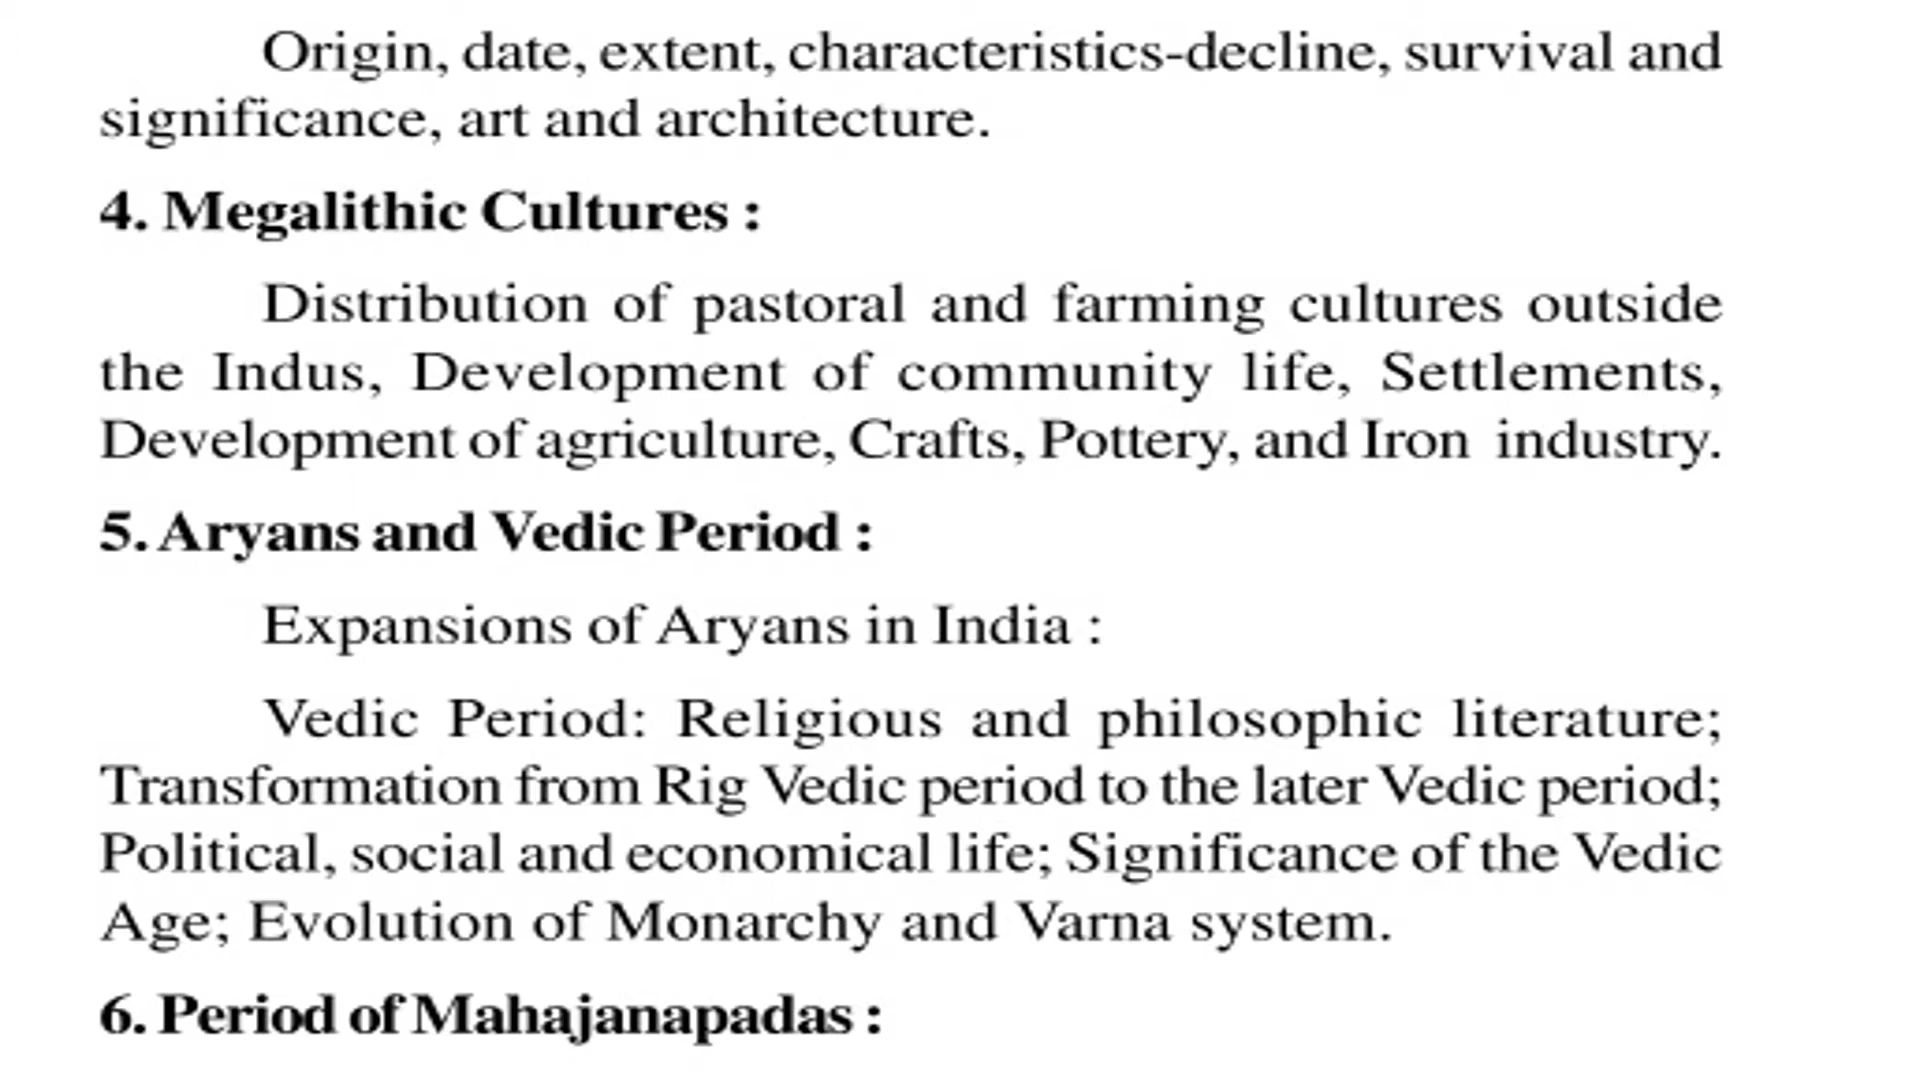 Origin, date, extent, characteristics-decline, survival and
significance, art and architecture.
4. Megalithic Cultures :
Distribution of pastoral and farming cultures outside
the Indus, Development of community life, Settlements,
Development of agriculture, Crafts, Pottery, and Iron industry.
5. Aryans and Vedic Period :
Expansions of Aryans in India :
Vedic Period: Religious and philosophic literature;
Transformation from Rig Vedic period to the later Vedic period;
Political, social and economical life; Significance of the Vedic
Age; Evolution of Monarchy and Varna system.
6. Period of Mahajanapadas :